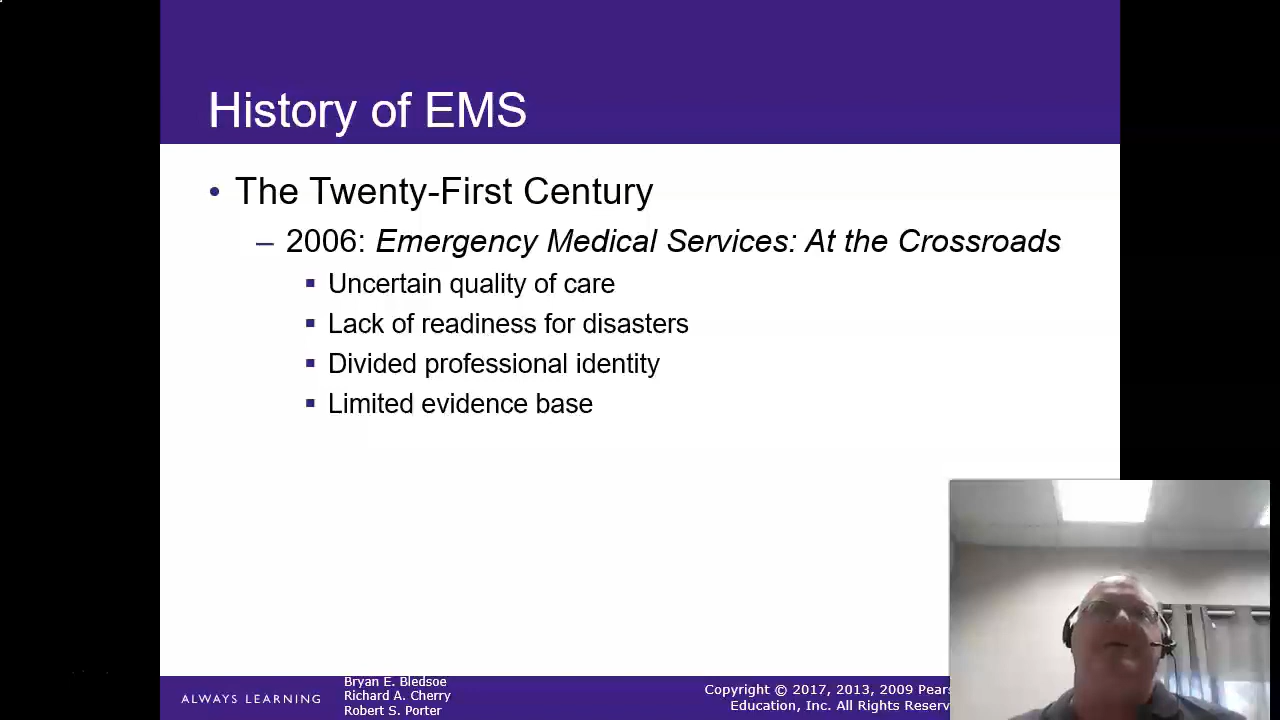 History of EMS
• The Twenty-First Century
– 2006: Emergency Medical Services: At the Crossroads
▪ Uncertain quality of care
▪ Lack of readiness for disasters
▪ Divided professional identity
▪ Limited evidence base
ALWAYS LEARNING
Bryan E. Bledsoe
Richard A. Cherry
Robert S. Porter
Copyright © 2017, 2013, 2009 Pears
Education, Inc. All Rights Reserv